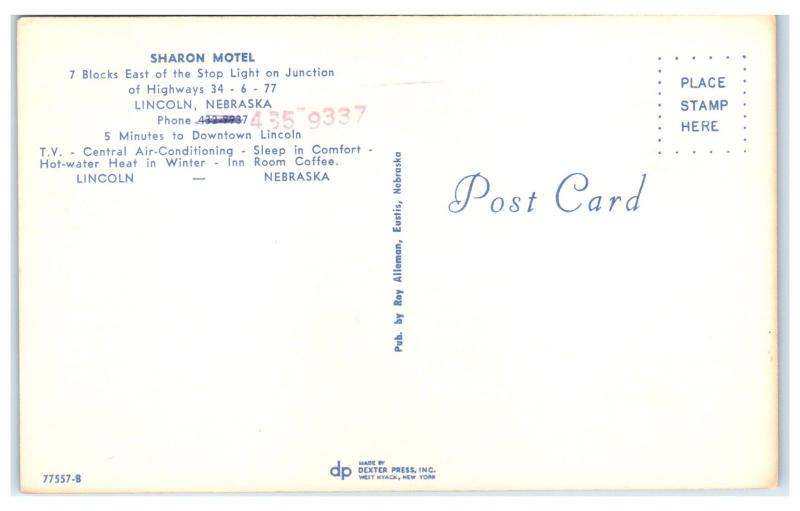 SHARON MOTEL
7 Blocks East of the Stop Light on Junction
of Highways 34 - 6 - 77
LINCOLN, NEBRASKA
Phone 435-9337
5 Minutes to Downtown Lincoln
T.V. - Central Air-Conditioning - Sleep in Comfort -
Hot-water Heat in Winter - Inn Room Coffee.
LINCOLN — NEBRASKA
Pub. by Ray Alleman, Eustis, Nebraska
PLACE
STAMP
HERE
Post Card
77557-B
dp
MADE BY
DEXTER PRESS, INC.
WEST NYACK, NEW YORK